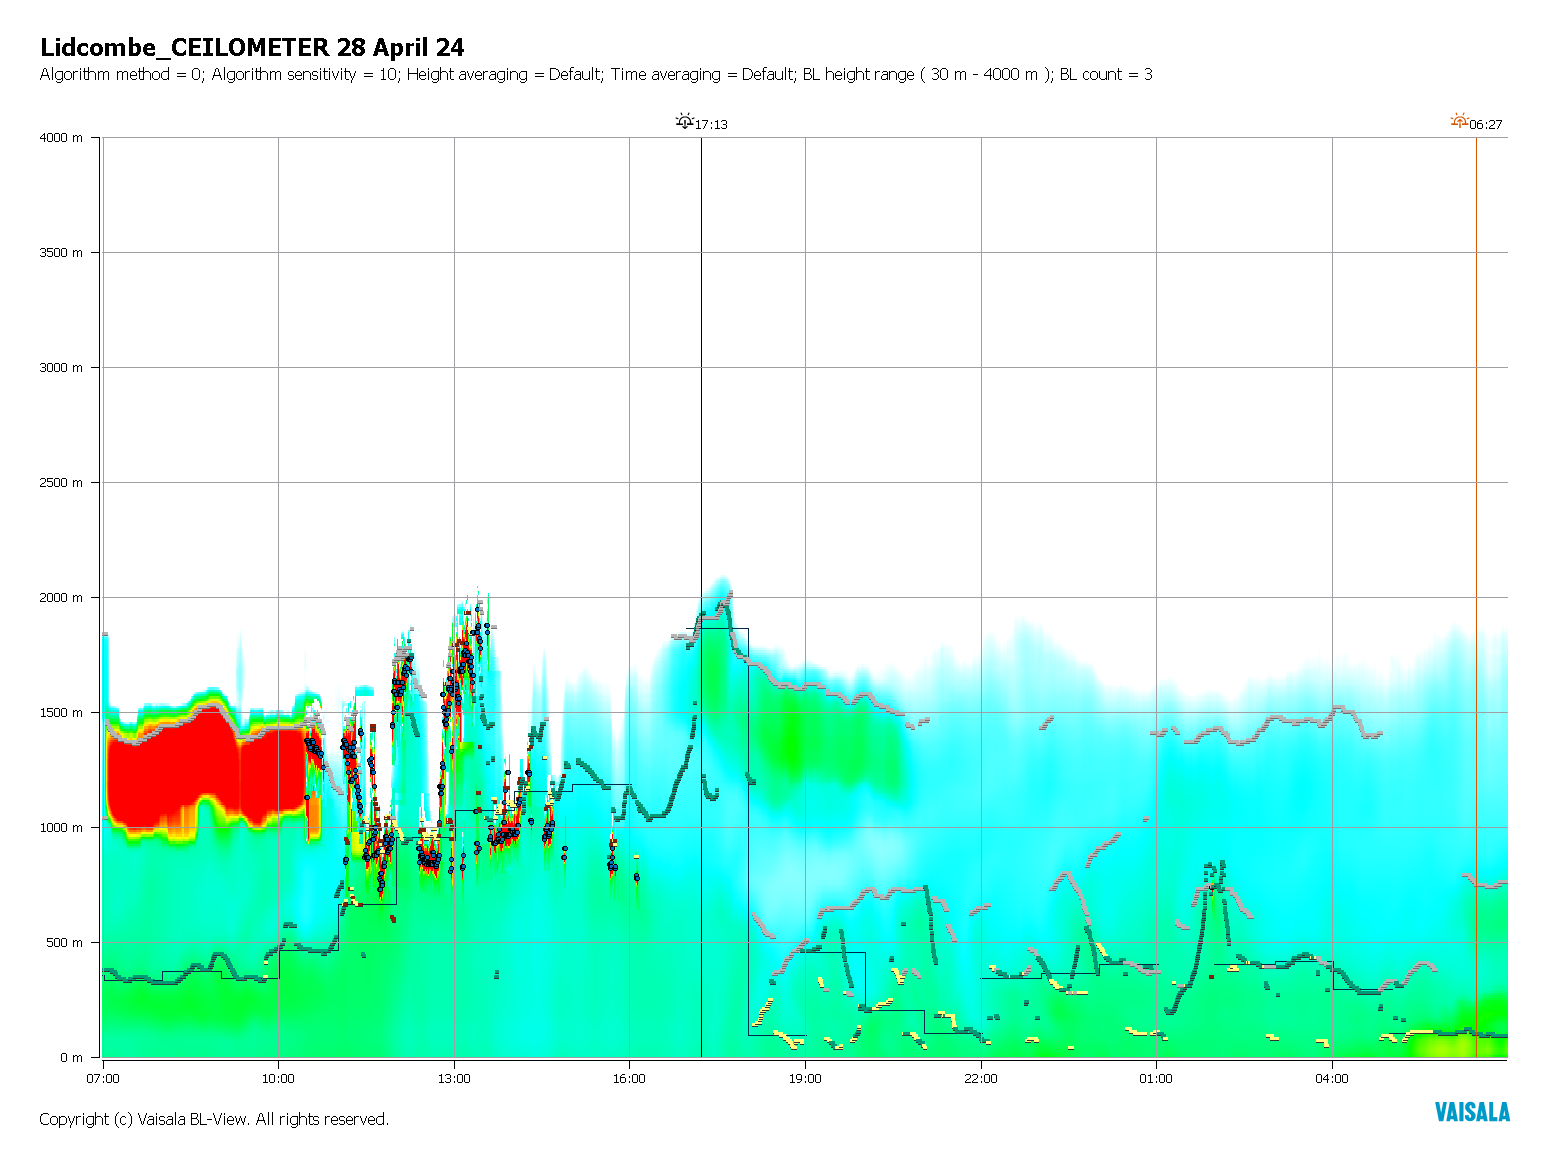 Lidcombe_CEILOMETER 28 April 24
Algorithm method = 0; Algorithm sensitivity = 10; Height averaging = Default; Time averaging = Default; BL height range ( 30 m - 4000 m ); BL count = 3
17:13
06:27
4000 m
3500 m
3000 m
2500 m
2000 m
1500 m
1000 m
500 m
0 m
07:00 10:00 13:00 16:00 19:00 22:00 01:00 04:00
Copyright (c) Vaisala BL-View. All rights reserved.
VAISALA